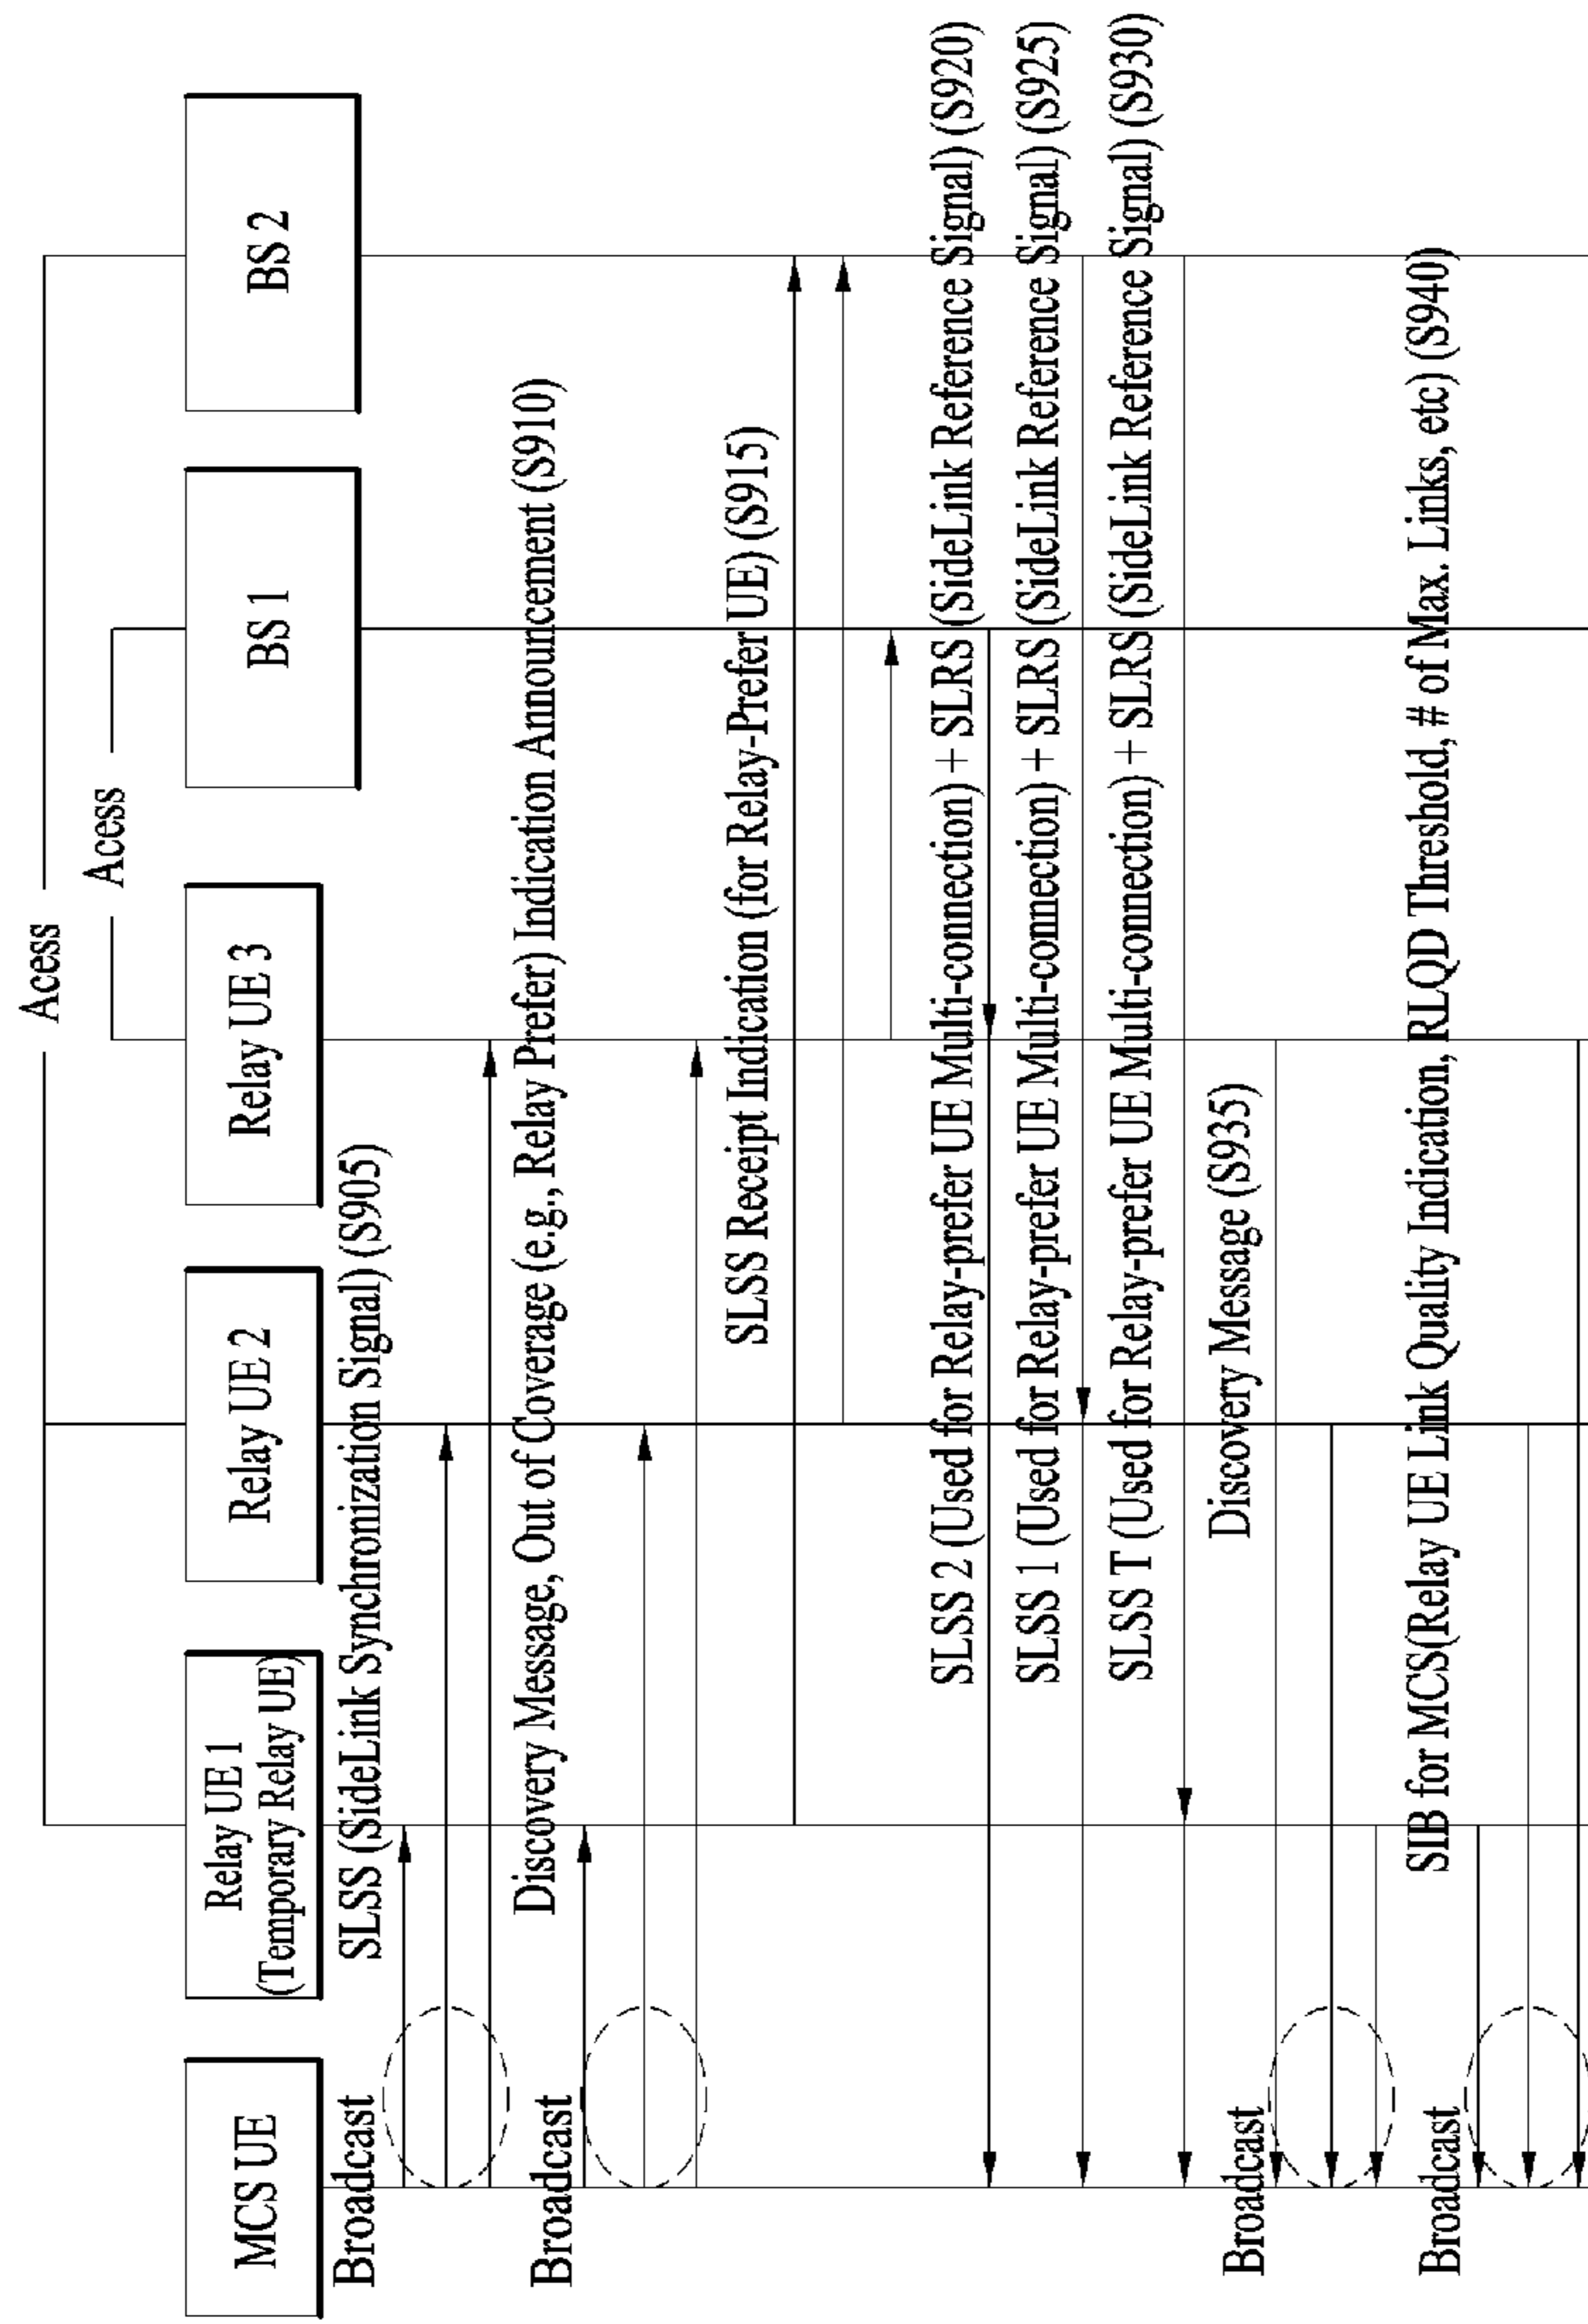 Acess
Acess
MCS UE
Relay UE 1
(Temporary Relay UE)
Relay UE 2
Relay UE 3
BS 1
BS 2
Broadcast
SLSS (SideLink Synchronization Signal) (S905)
Broadcast
Discovery Message, Out of Coverage (e.g., Relay Prefer) Indication Announcement (S910)
SLSS Receipt Indication (for Relay-Prefer UE) (S915)
SLSS 2 (Used for Relay-prefer UE Multi-connection) + SLRS (SideLink Reference Signal) (S920)
SLSS 1 (Used for Relay-prefer UE Multi-connection) + SLRS (SideLink Reference Signal) (S925)
SLSS T (Used for Relay-prefer UE Multi-connection) + SLRS (SideLink Reference Signal) (S930)
Broadcast
Discovery Message (S935)
Broadcast
SIB for MCS(Relay UE Link Quality Indication, RLQD Threshold, # of Max. Links, etc) (S940)